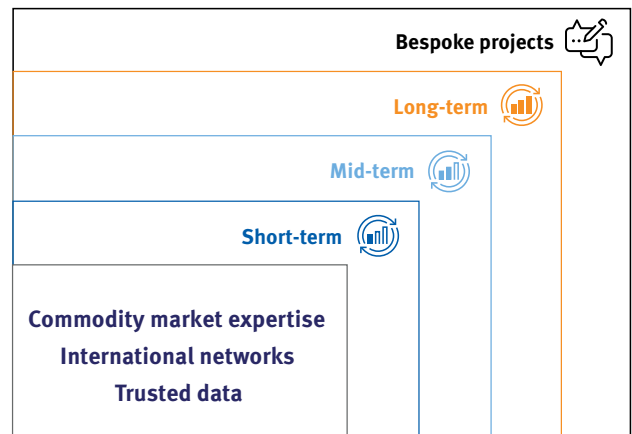 Bespoke projects
Long-term
Mid-term
Short-term
Commodity market expertise
International networks
Trusted data